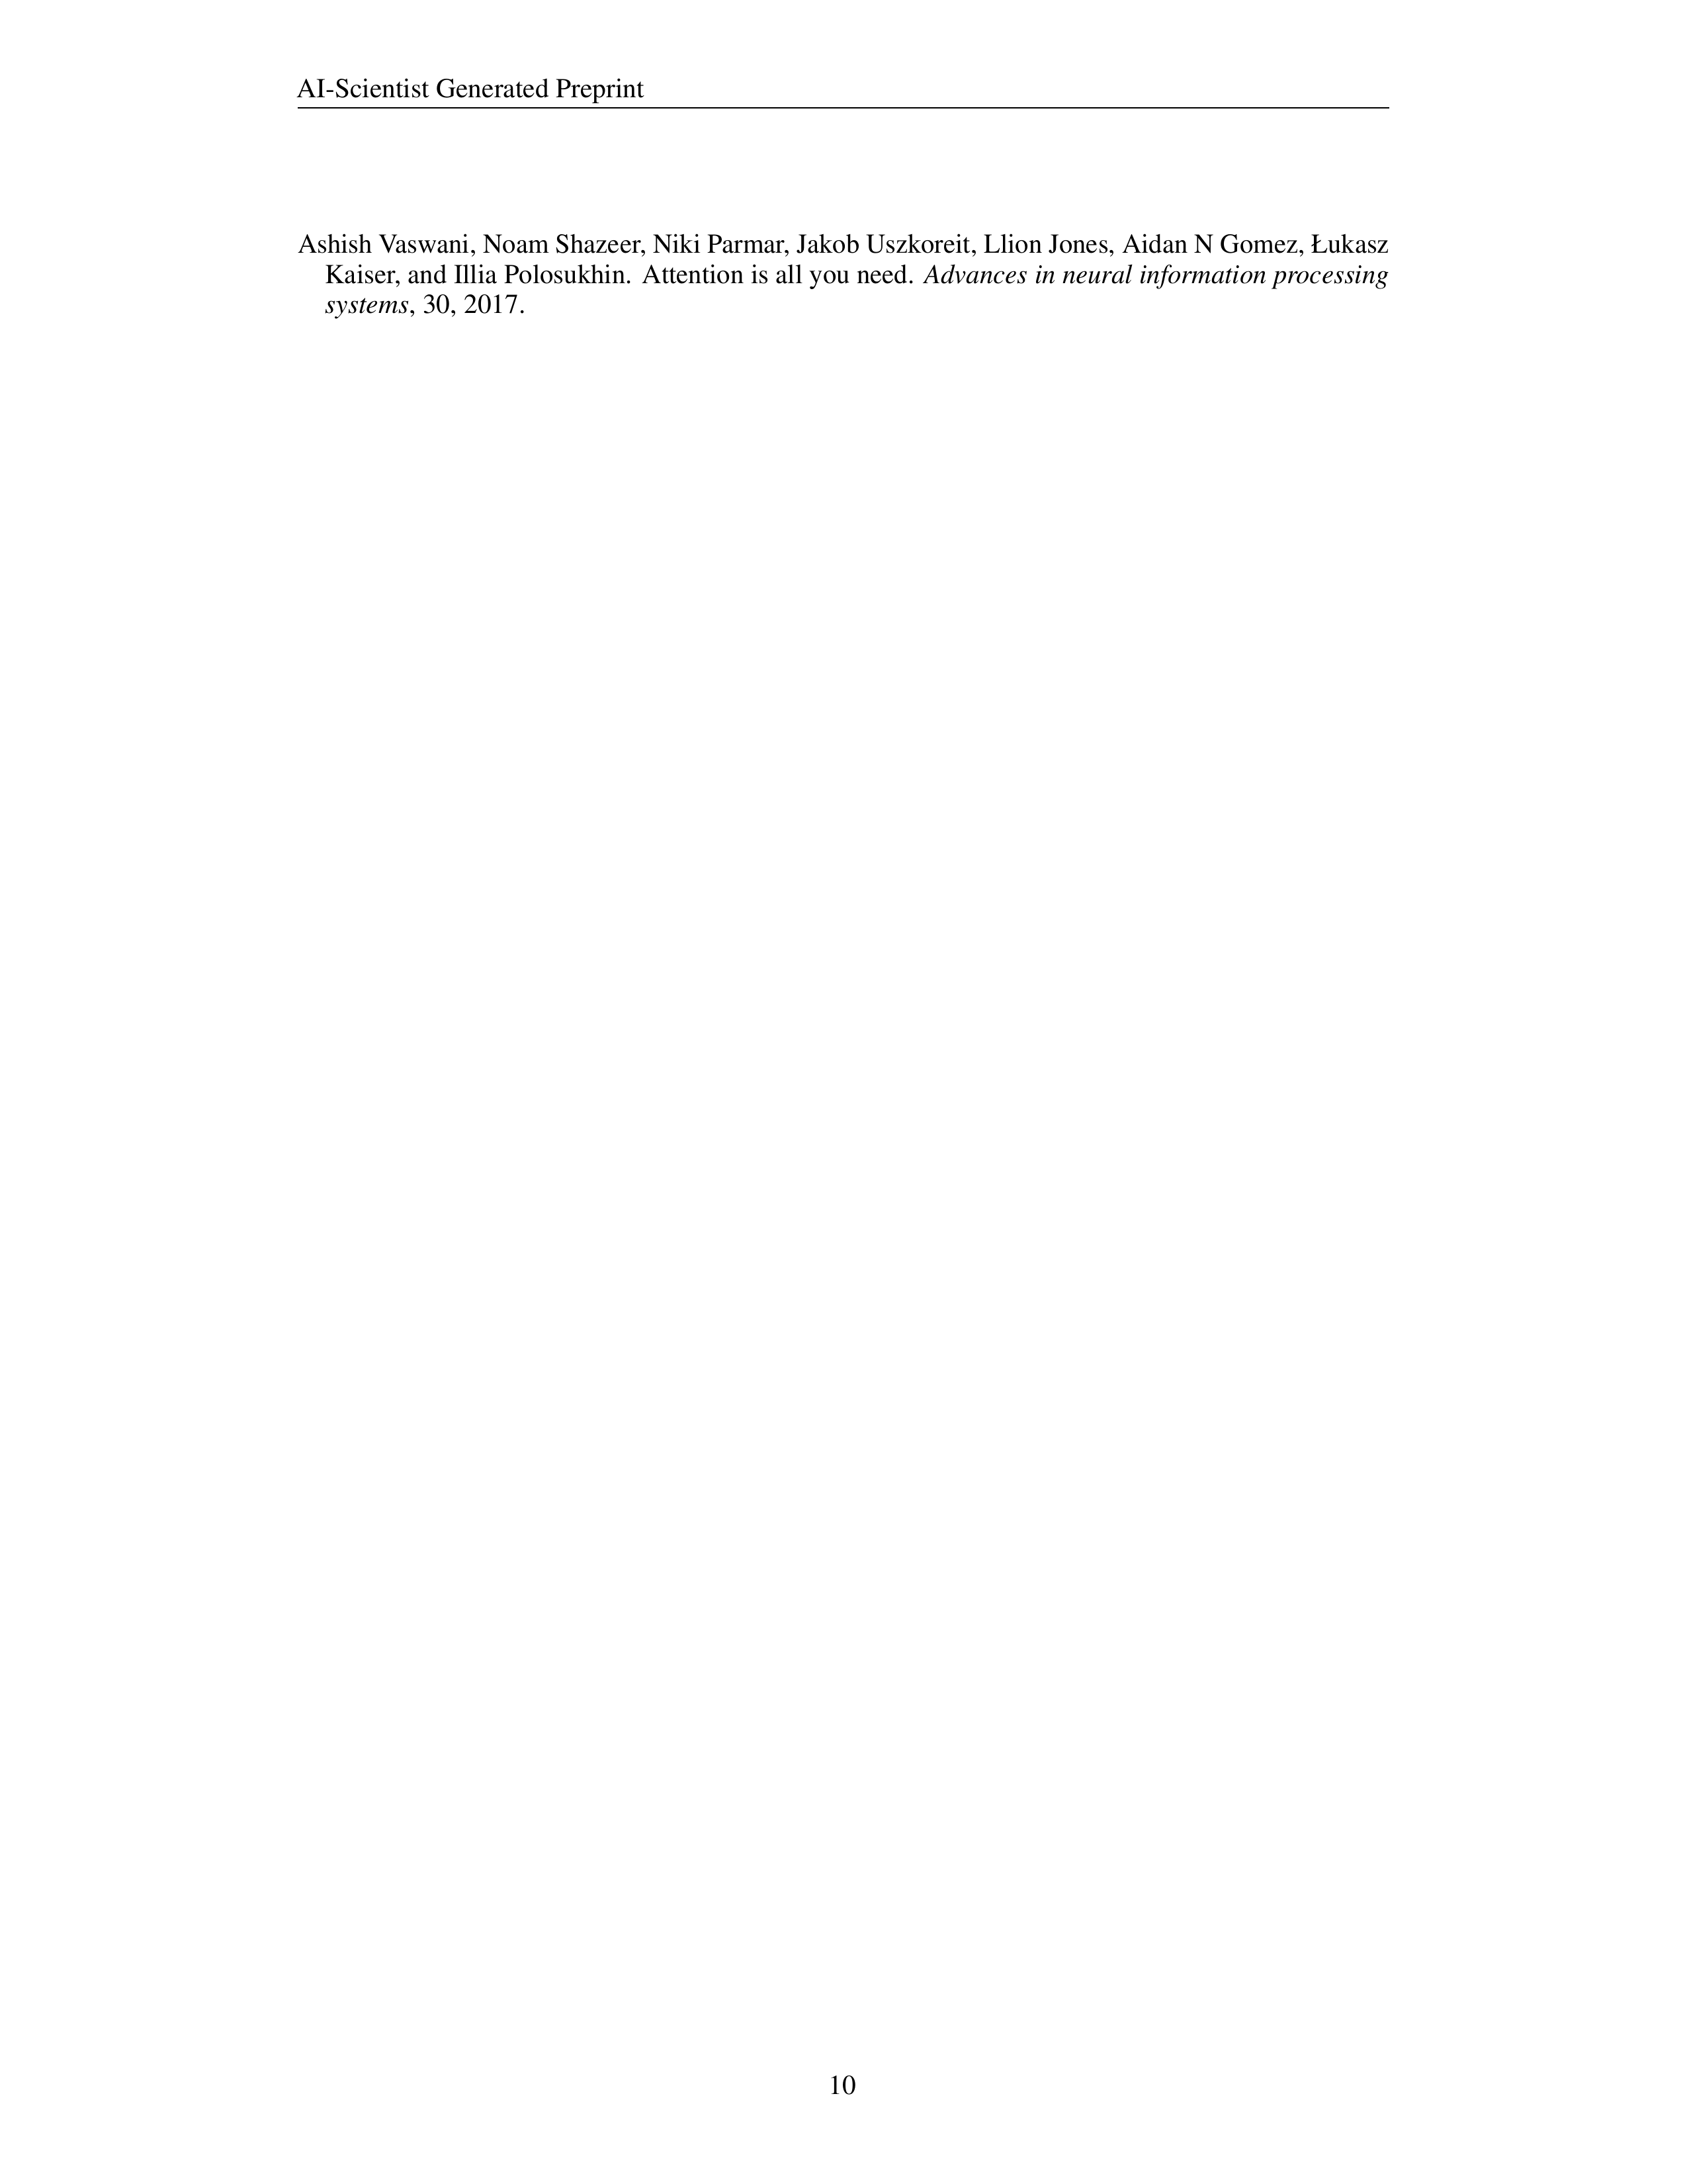 AI-Scientist Generated Preprint
Ashish Vaswani, Noam Shazeer, Niki Parmar, Jakob Uszkoreit, Llion Jones, Aidan N Gomez, Łukasz
Kaiser, and Illia Polosukhin. Attention is all you need. Advances in neural information processing
systems, 30, 2017.
10